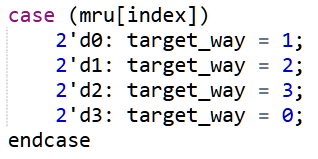 case (mru[index])
    2'd0: target_way = 1;
    2'd1: target_way = 2;
    2'd2: target_way = 3;
    2'd3: target_way = 0;
endcase